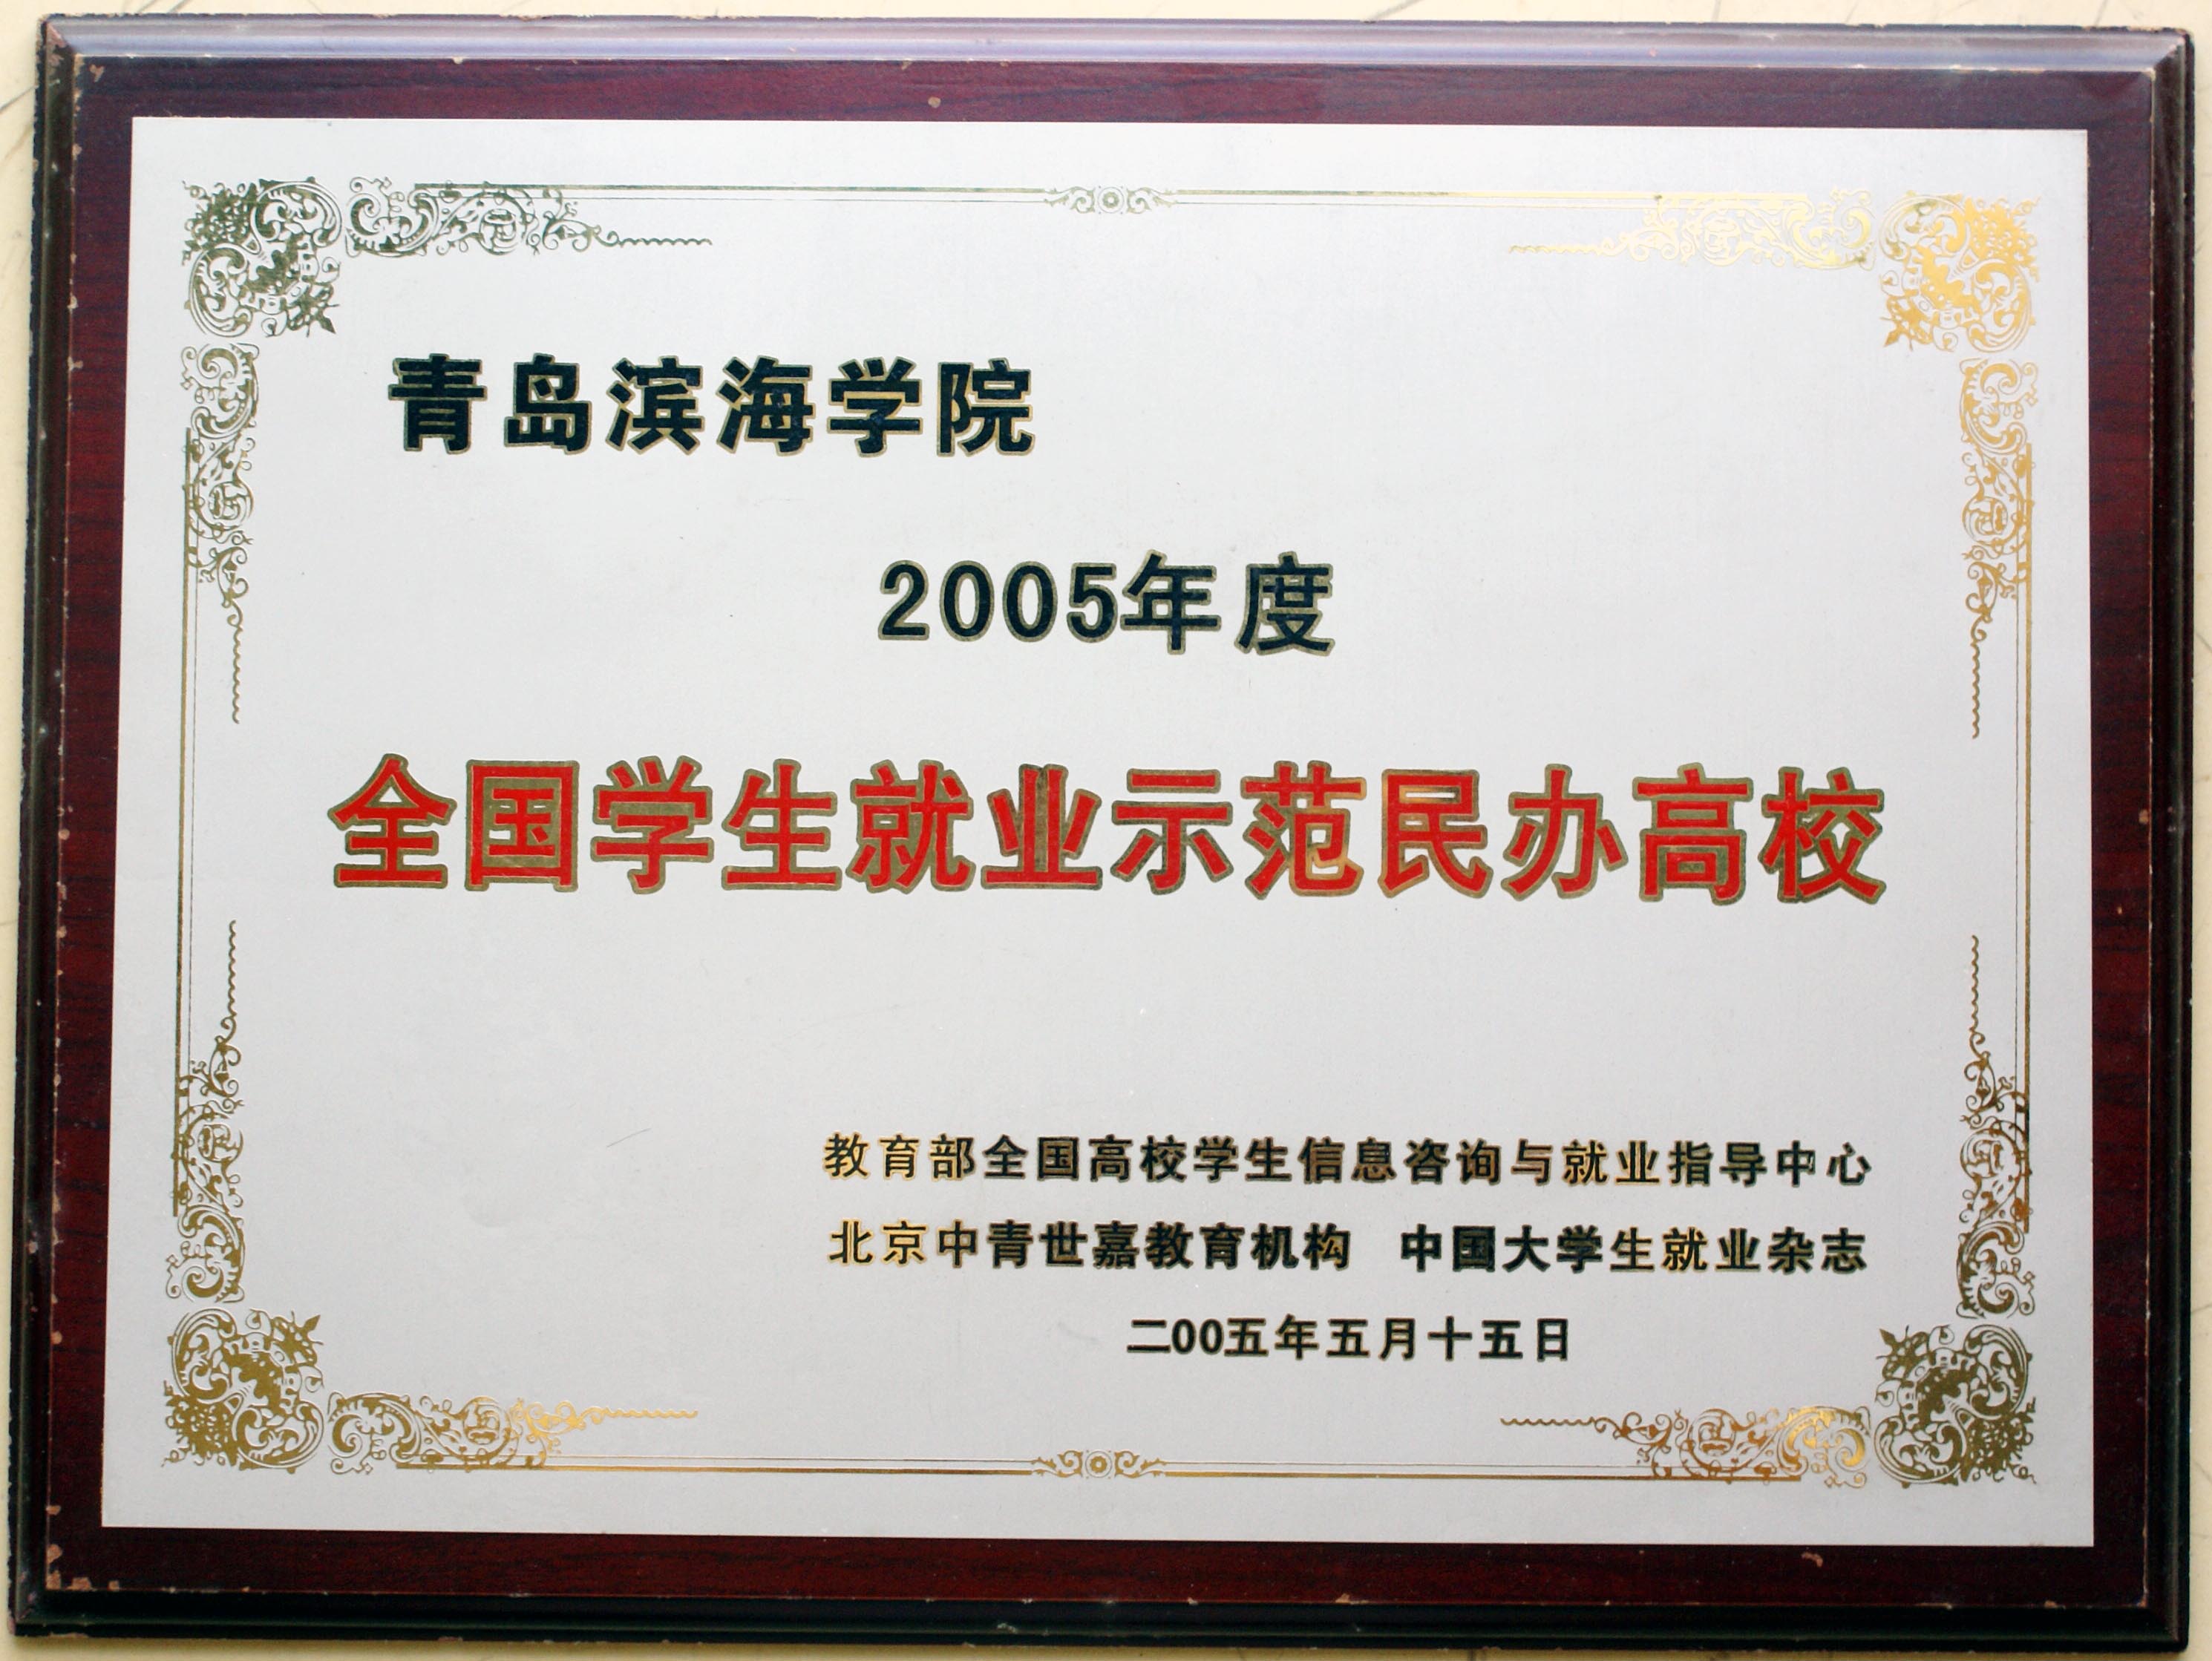 青岛滨海学院
2005年度
全国学生就业示范民办高校
教育部全国高校学生信息咨询与就业指导中心
北京中青世嘉教育机构 中国大学生就业杂志
二00五年五月十五日